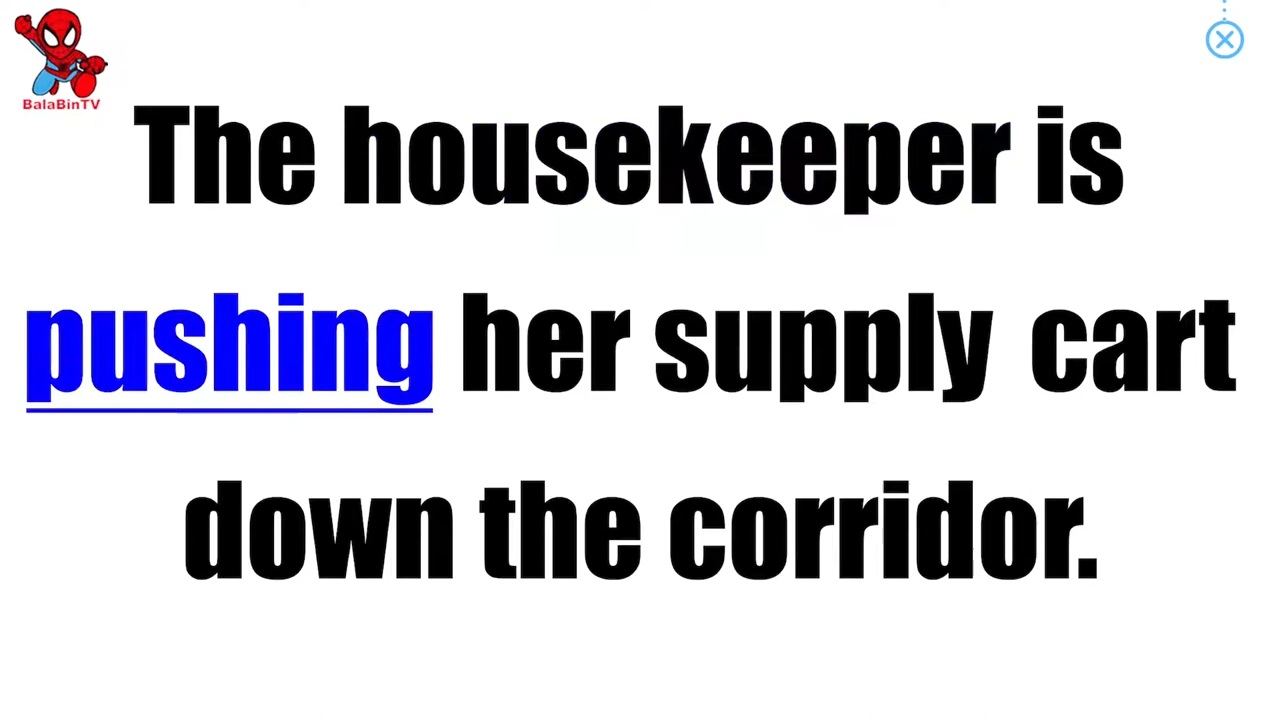 BalaBinTV
The housekeeper is
pushing her supply cart
down the corridor.